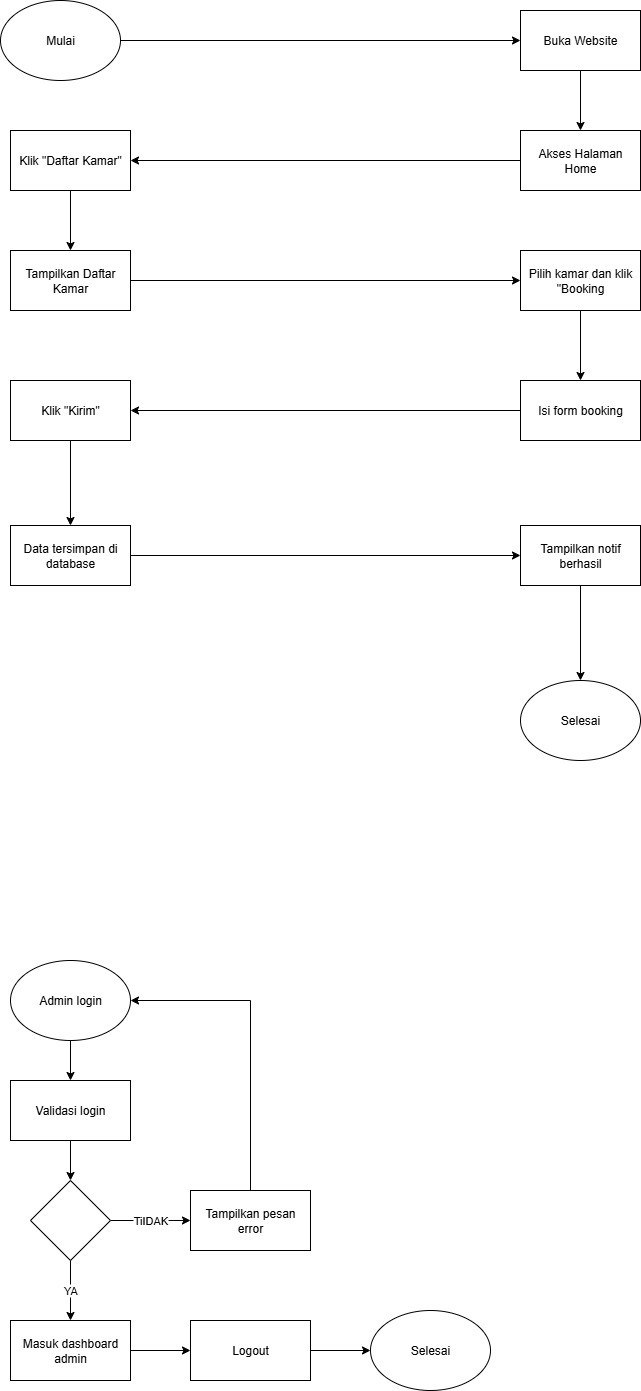 Mulai
Buka Website
Akses Halaman
Home
Klik "Daftar Kamar"
Tampilkan Daftar
Kamar
Pilih kamar dan klik
"Booking
Isi form booking
Klik "Kirim"
Data tersimpan di
database
Tampilkan notif
berhasil
Selesai
Admin login
Validasi login
TiIDAK
Tampilkan pesan
error
YA
Masuk dashboard
admin
Logout
Selesai